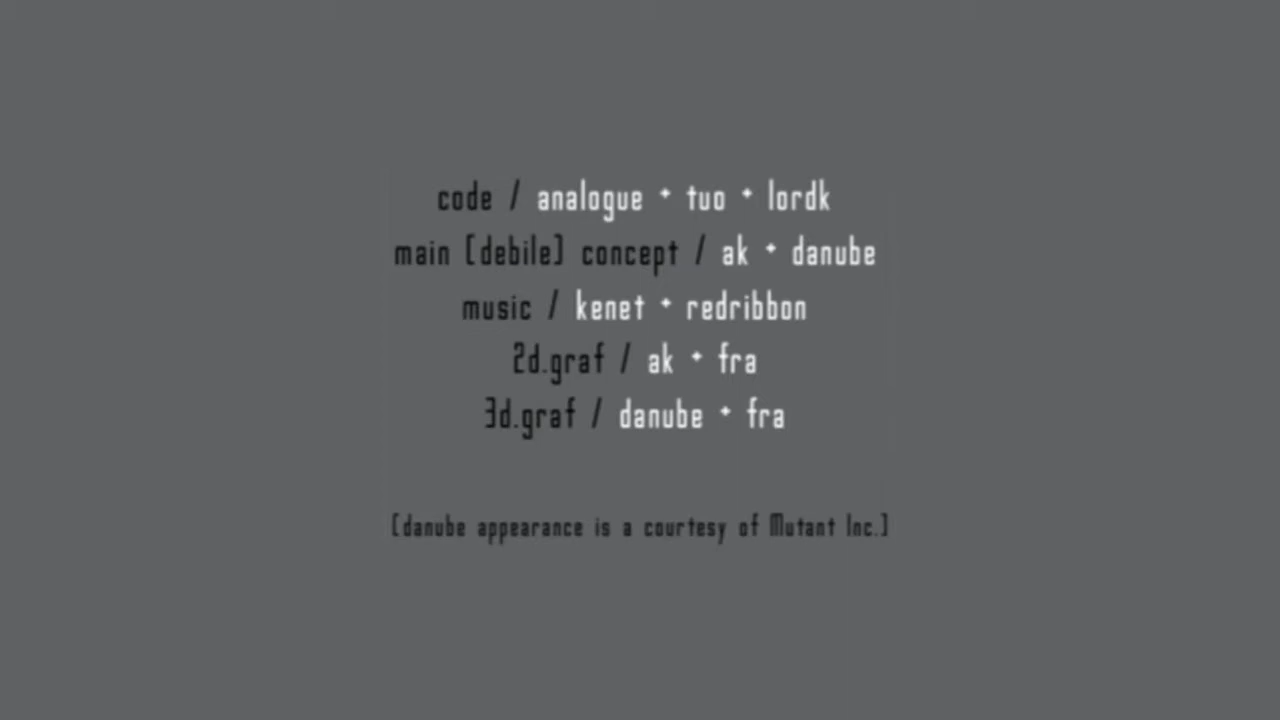 code / analogue + tuo + lordk
main [debile] concept / ak + danube
music / kenet + redribbon
2d.graf / ak + fra
3d.graf / danube + fra
[danube appearance is a courtesy of Mutant Inc.]